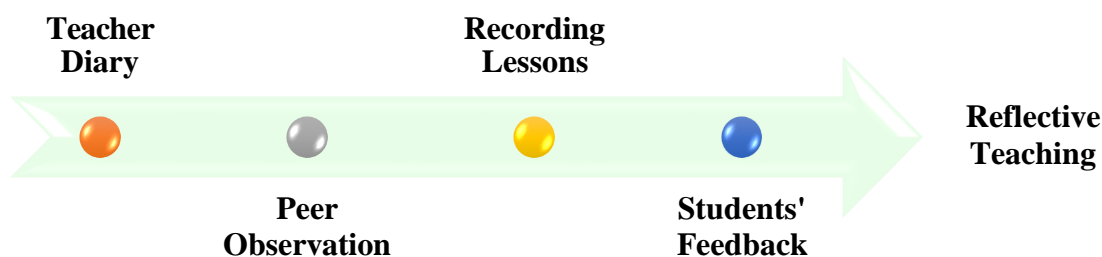 Teacher
Diary
Peer
Observation
Recording
Lessons
Students'
Feedback
Reflective
Teaching